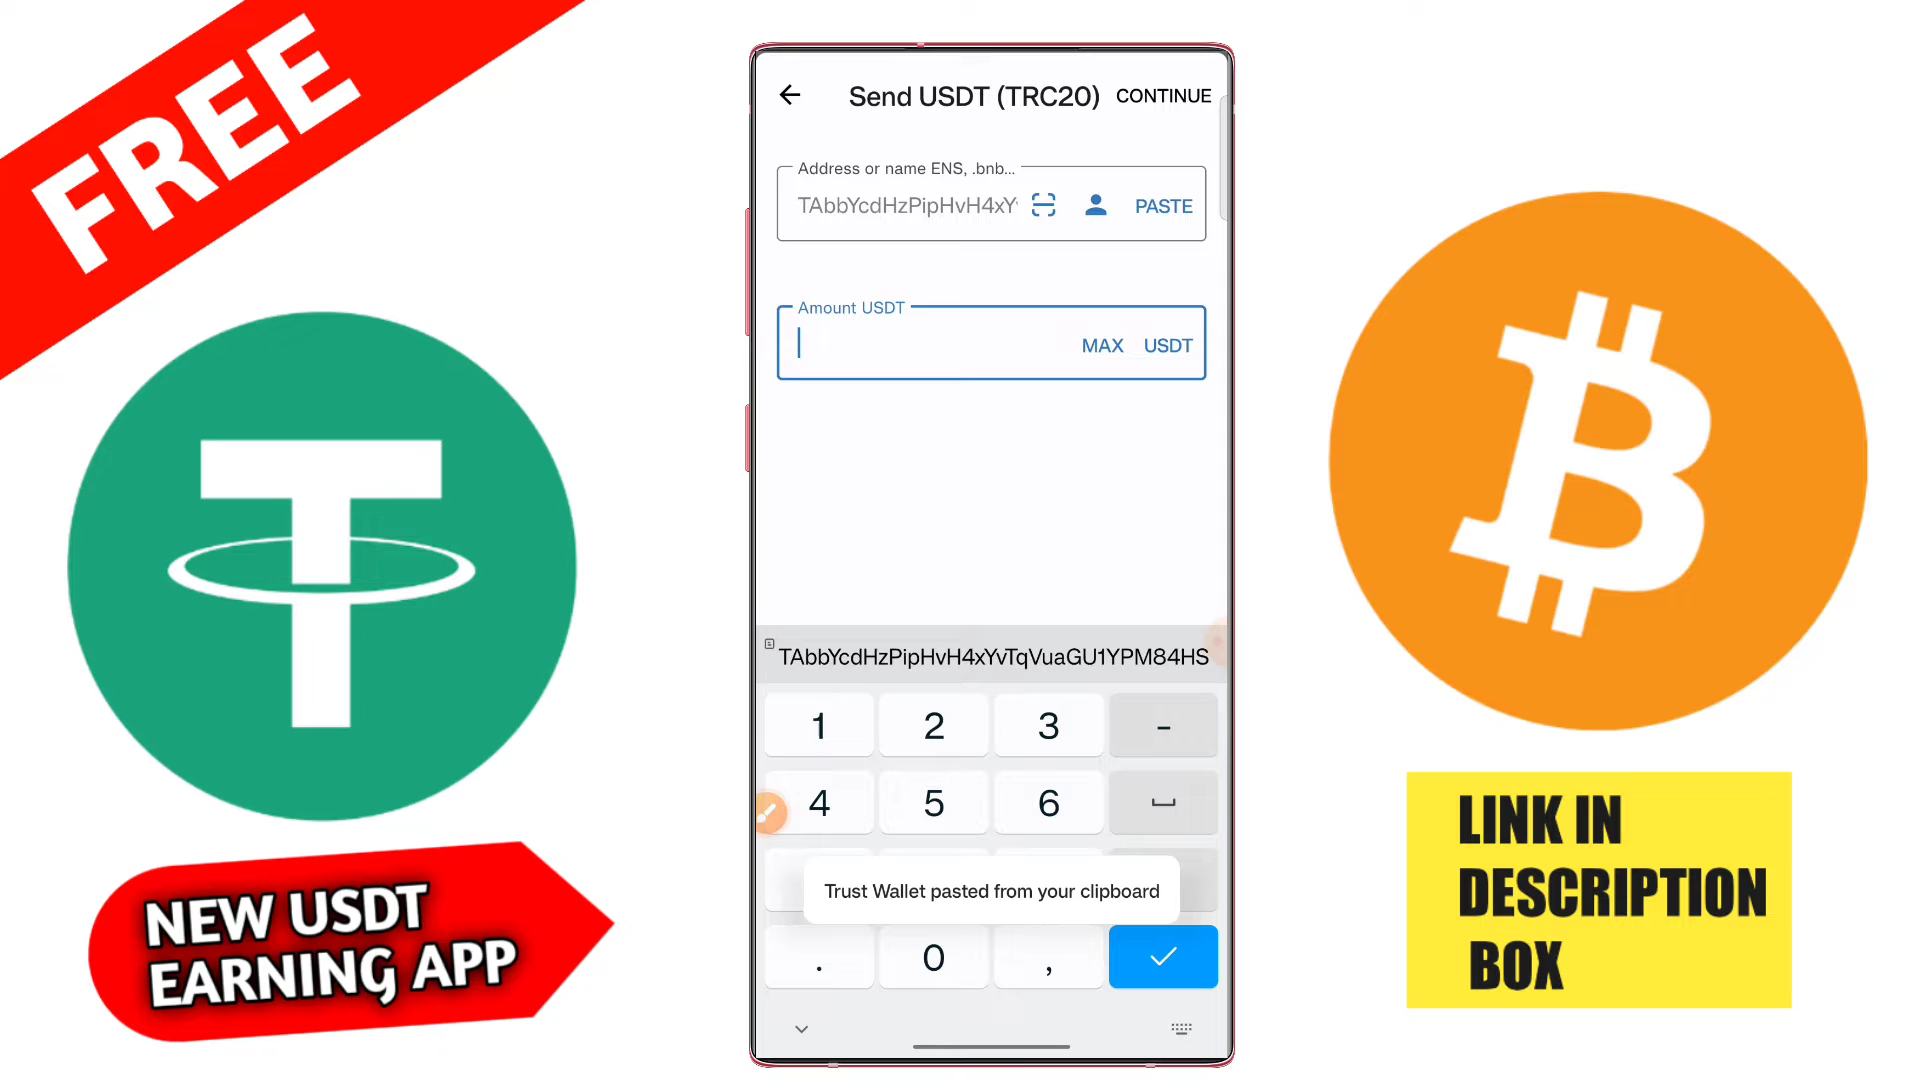 FREE
Send USDT (TRC20) CONTINUE
Address or name ENS, .bnb...
TAbbYcdHzPipHvH4xY PASTE
Amount USDT
MAX USDT
TAbbYcdHzPipHvH4xYvTqVuaGU1YPM84HS
1 2 3 -
4 5 6
Trust Wallet pasted from your clipboard
. 0 ,
NEW USDT
EARNING APP
LINK IN
DESCRIPTION
BOX